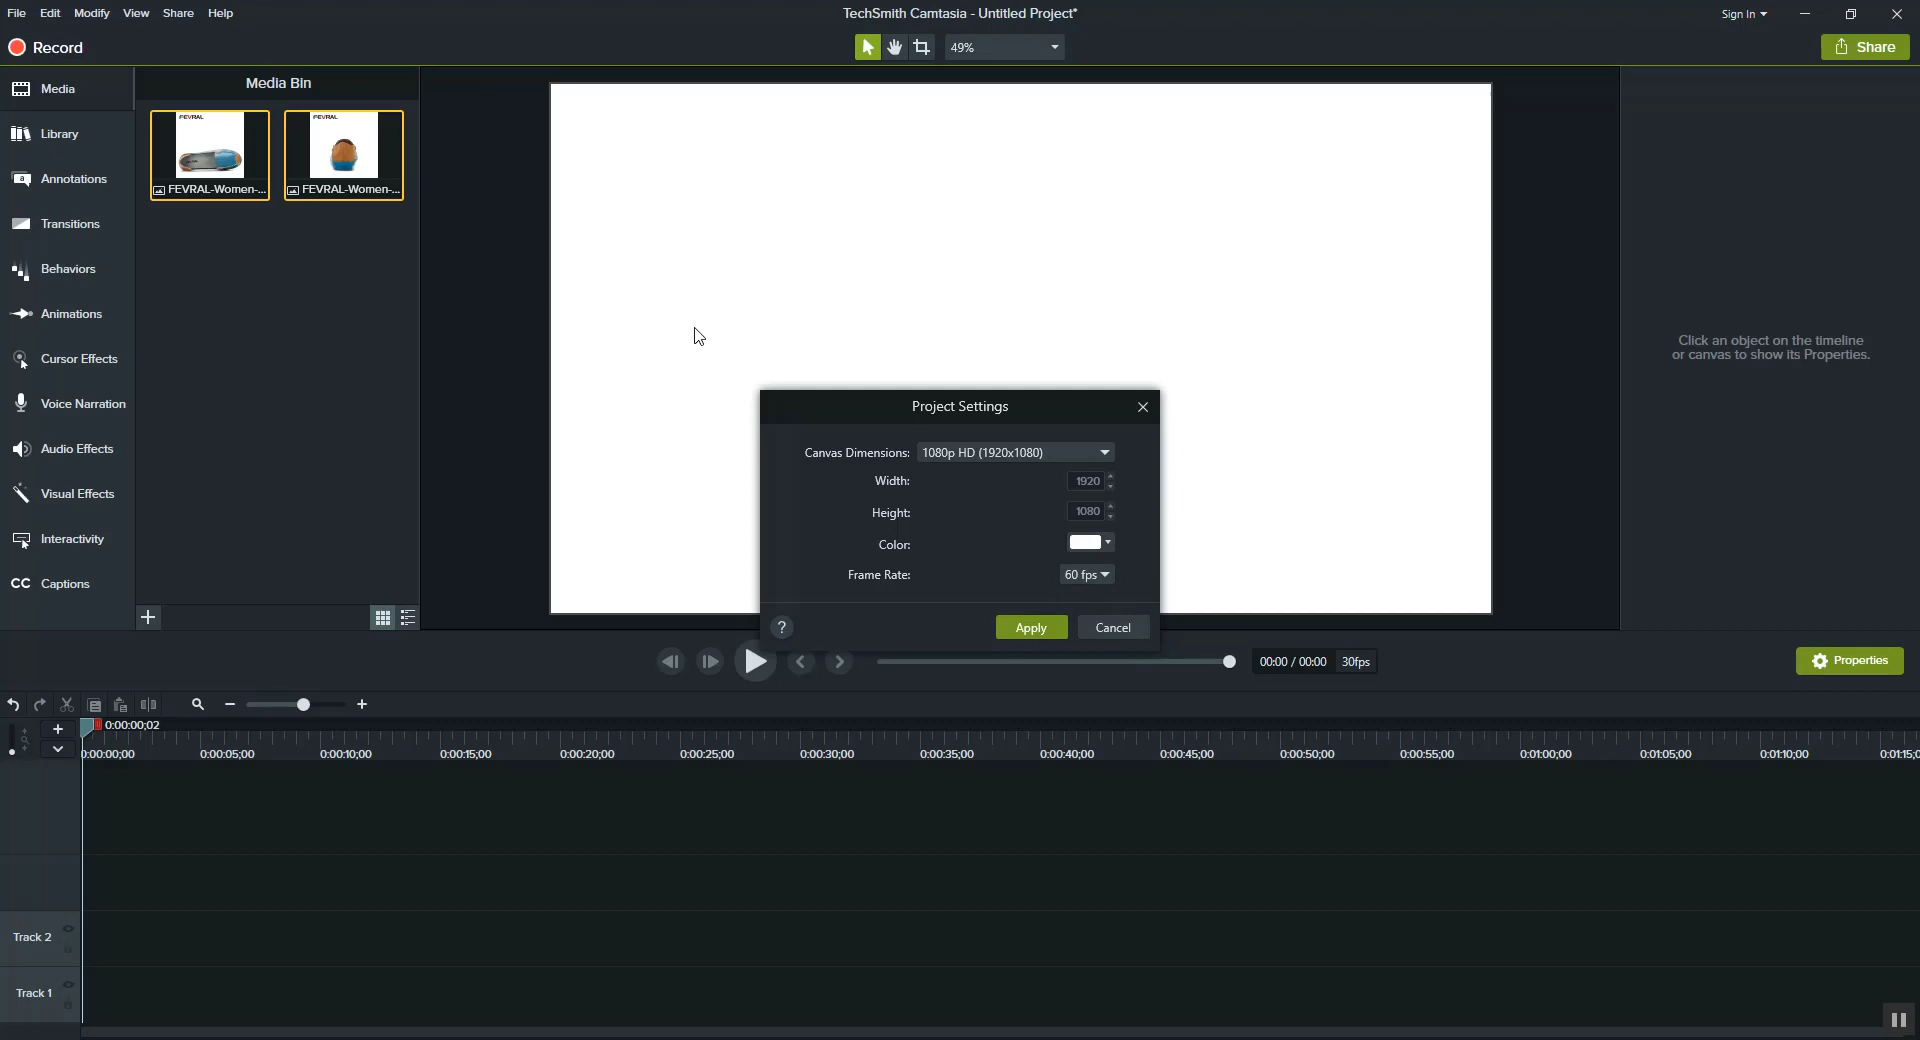 File Edit Modify View Share Help
TechSmith Camtasia - Untitled Project*
Sign In
Record
49%
Share
Media
Library
Annotations
Transitions
Behaviors
Animations
Cursor Effects
Voice Narration
Audio Effects
Visual Effects
Interactivity
CC Captions
Media Bin
FEVRAL
FEVRAL
FEVRAL-Women-...
FEVRAL-Women-...
Click an object on the timeline
or canvas to show its Properties.
Project Settings
Canvas Dimensions: 1080p HD (1920x1080)
Width: 1920
Height: 1080
Color:
Frame Rate: 60 fps
?
Apply
Cancel
00:00 / 00:00
30fps
Properties
0:00:00;02
0:00:00;00 0:00:05;00 0:00:10;00 0:00:15;00 0:00:20;00 0:00:25;00 0:00:30;00 0:00:35;00 0:00:40;00 0:00:45;00 0:00:50;00 0:00:55;00 0:01:00;00 0:01:05;00 0:01:10;00 0:01:15;0
Track 2
Track 1